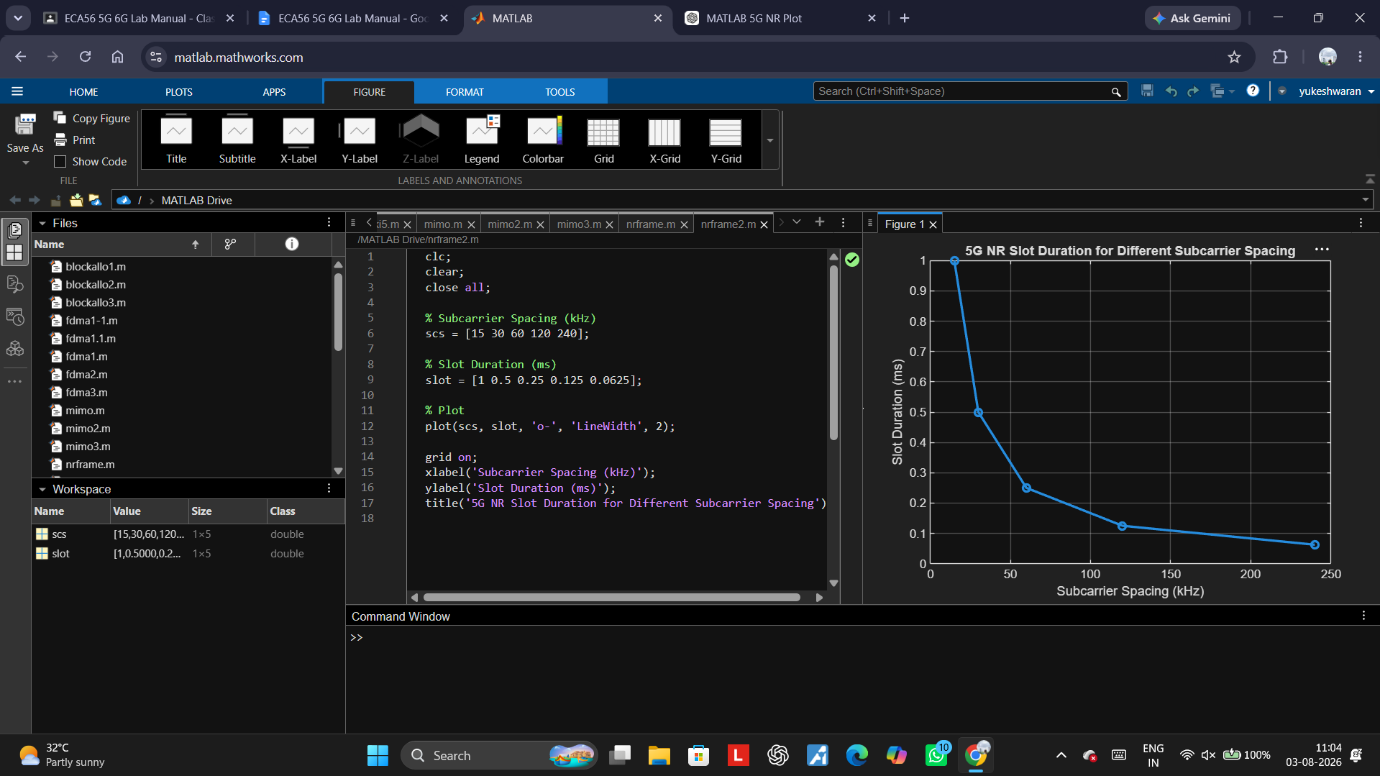 ECA56 5G 6G Lab Manual - Clas
ECA56 5G 6G Lab Manual - Goo
MATLAB
MATLAB 5G NR Plot
Ask Gemini
matlab.mathworks.com
HOME
PLOTS
APPS
FIGURE
FORMAT
TOOLS
Search (Ctrl+Shift+Space)
yukeshwaran
Save As
Copy Figure
Print
Show Code
FILE
Title
Subtitle
X-Label
Y-Label
Z-Label
Legend
Colorbar
Grid
X-Grid
Y-Grid
LABELS AND ANNOTATIONS
/ › MATLAB Drive
Files
Name
blockallo1.m
blockallo2.m
blockallo3.m
fdma1-1.m
fdma1.1.m
fdma1.m
fdma2.m
fdma3.m
mimo.m
mimo2.m
mimo3.m
nrframe.m
Workspace
Name Value Size Class
scs [15,30,60,120... 1×5 double
slot [1,0.5000,0.2... 1×5 double
i5.m
mimo.m
mimo2.m
mimo3.m
nrframe.m
nrframe2.m
/MATLAB Drive/nrframe2.m
1 clc;
2 clear;
3 close all;
4
5 % Subcarrier Spacing (kHz)
6 scs = [15 30 60 120 240];
7
8 % Slot Duration (ms)
9 slot = [1 0.5 0.25 0.125 0.0625];
10
11 % Plot
12 plot(scs, slot, 'o-', 'LineWidth', 2);
13
14 grid on;
15 xlabel('Subcarrier Spacing (kHz)');
16 ylabel('Slot Duration (ms)');
17 title('5G NR Slot Duration for Different Subcarrier Spacing')
18
Figure 1
5G NR Slot Duration for Different Subcarrier Spacing
1
0.9
0.8
0.7
0.6
0.5
0.4
0.3
0.2
0.1
0
Slot Duration (ms)
0 50 100 150 200 250
Subcarrier Spacing (kHz)
Command Window
>>
32°C
Partly sunny
Search
L
10
ENG
IN
100%
11:04
03-08-2026